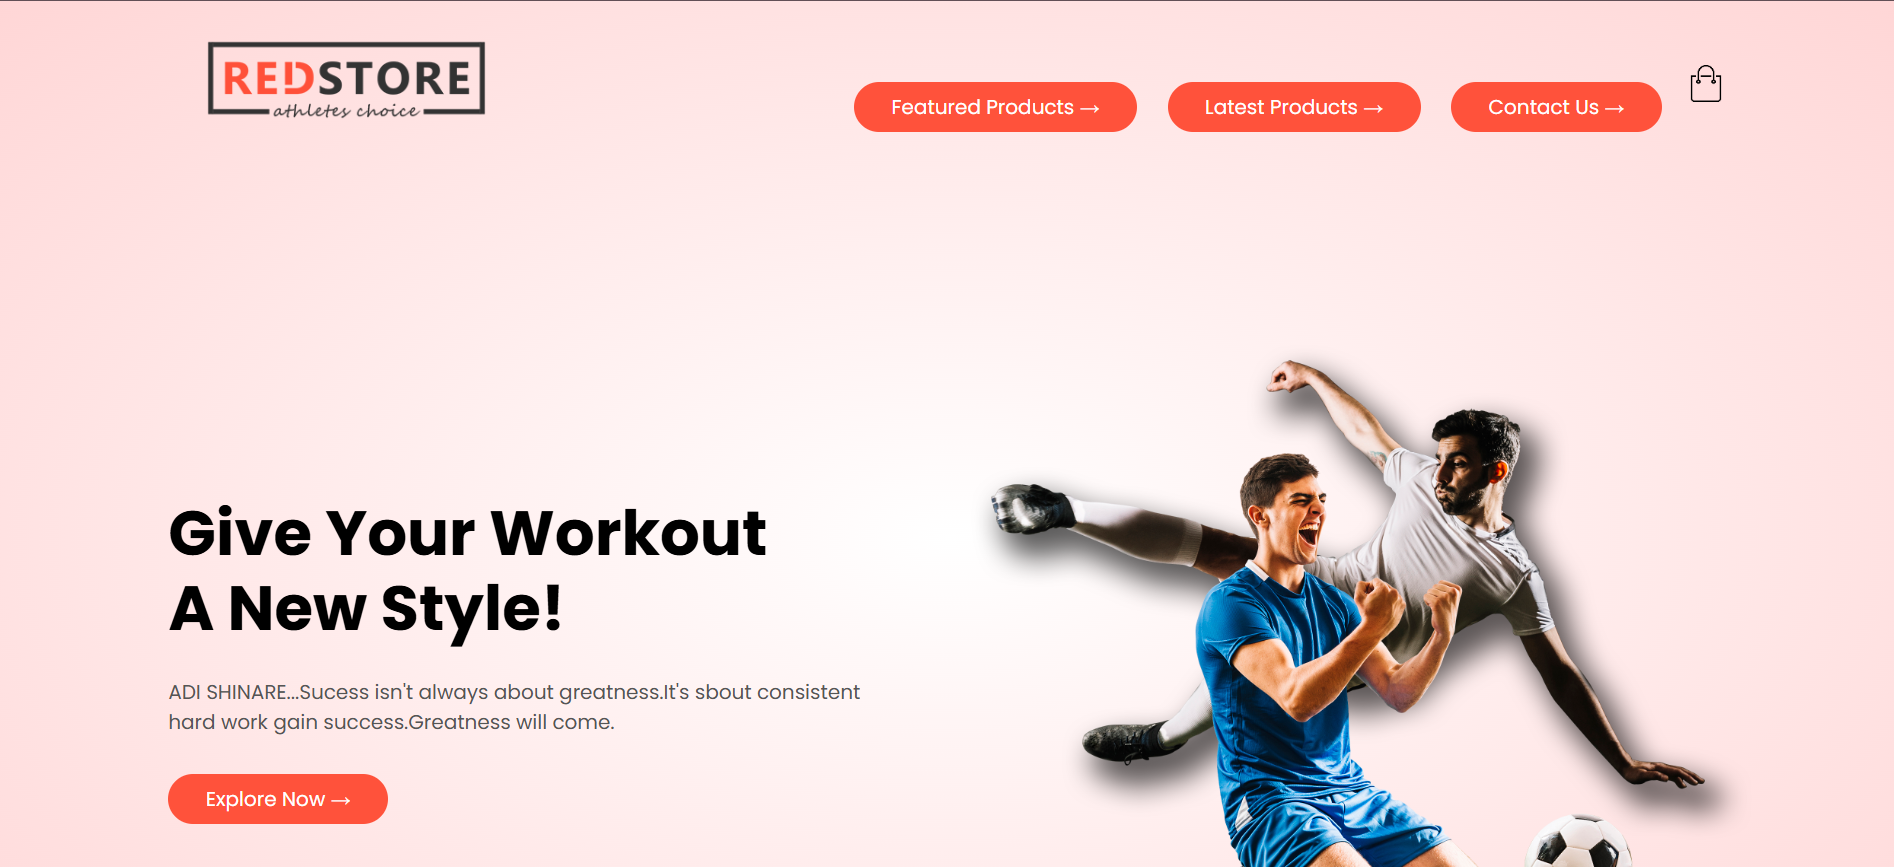 REDSTORE
athletes choice
Featured Products →
Latest Products →
Contact Us →
Give Your Workout
A New Style!
ADI SHINARE...Sucess isn't always about greatness.It's sbout consistent
hard work gain success.Greatness will come.
Explore Now →